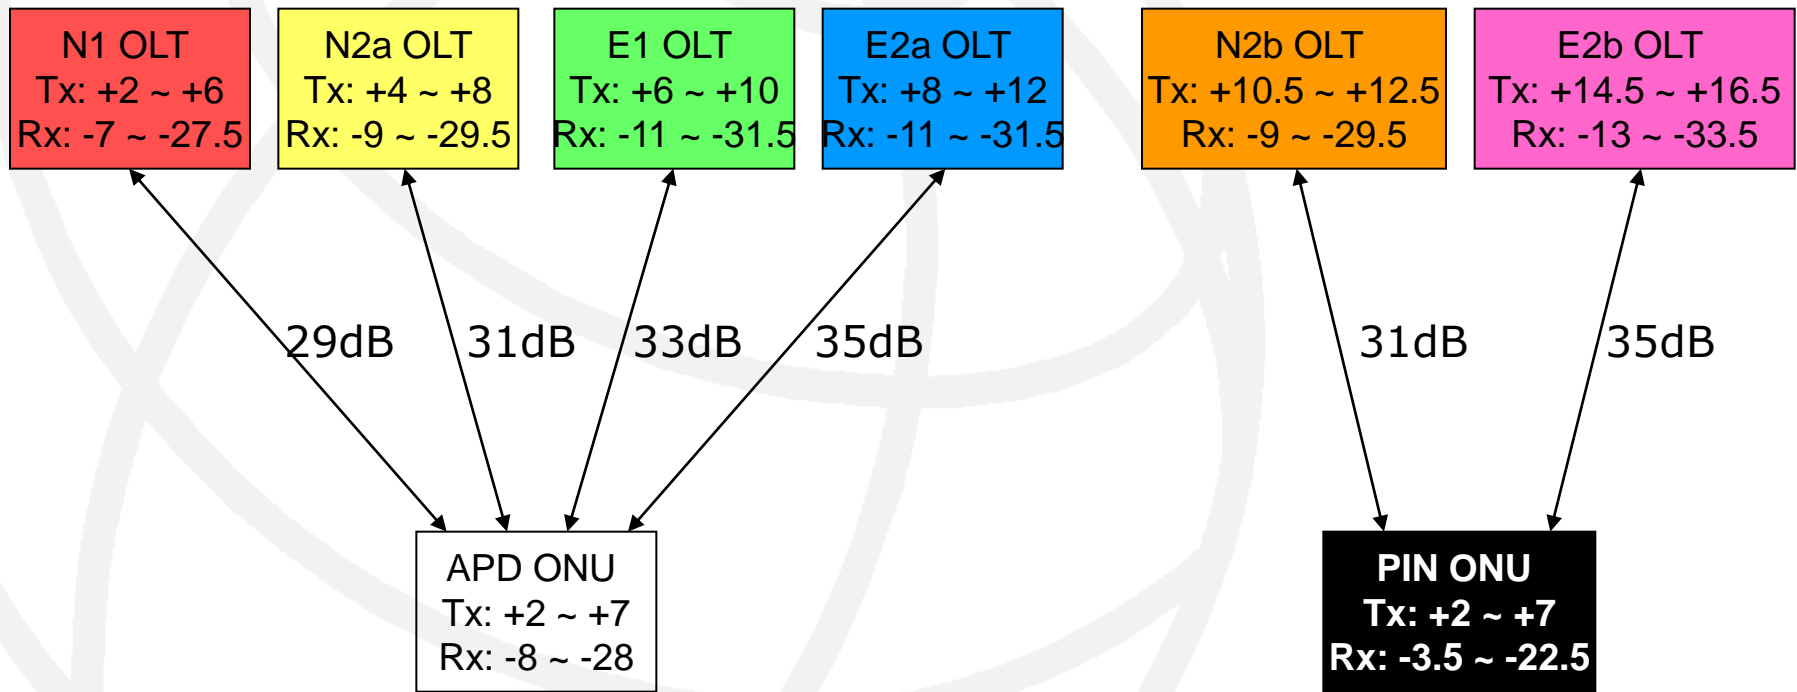 N1 OLT
Tx: +2 ~ +6
Rx: -7 ~ -27.5
N2a OLT
Tx: +4 ~ +8
Rx: -9 ~ -29.5
E1 OLT
Tx: +6 ~ +10
Rx: -11 ~ -31.5
E2a OLT
Tx: +8 ~ +12
Rx: -11 ~ -31.5
N2b OLT
Tx: +10.5 ~ +12.5
Rx: -9 ~ -29.5
E2b OLT
Tx: +14.5 ~ +16.5
Rx: -13 ~ -33.5
29dB
31dB
33dB
35dB
31dB
35dB
APD ONU
Tx: +2 ~ +7
Rx: -8 ~ -28
PIN ONU
Tx: +2 ~ +7
Rx: -3.5 ~ -22.5